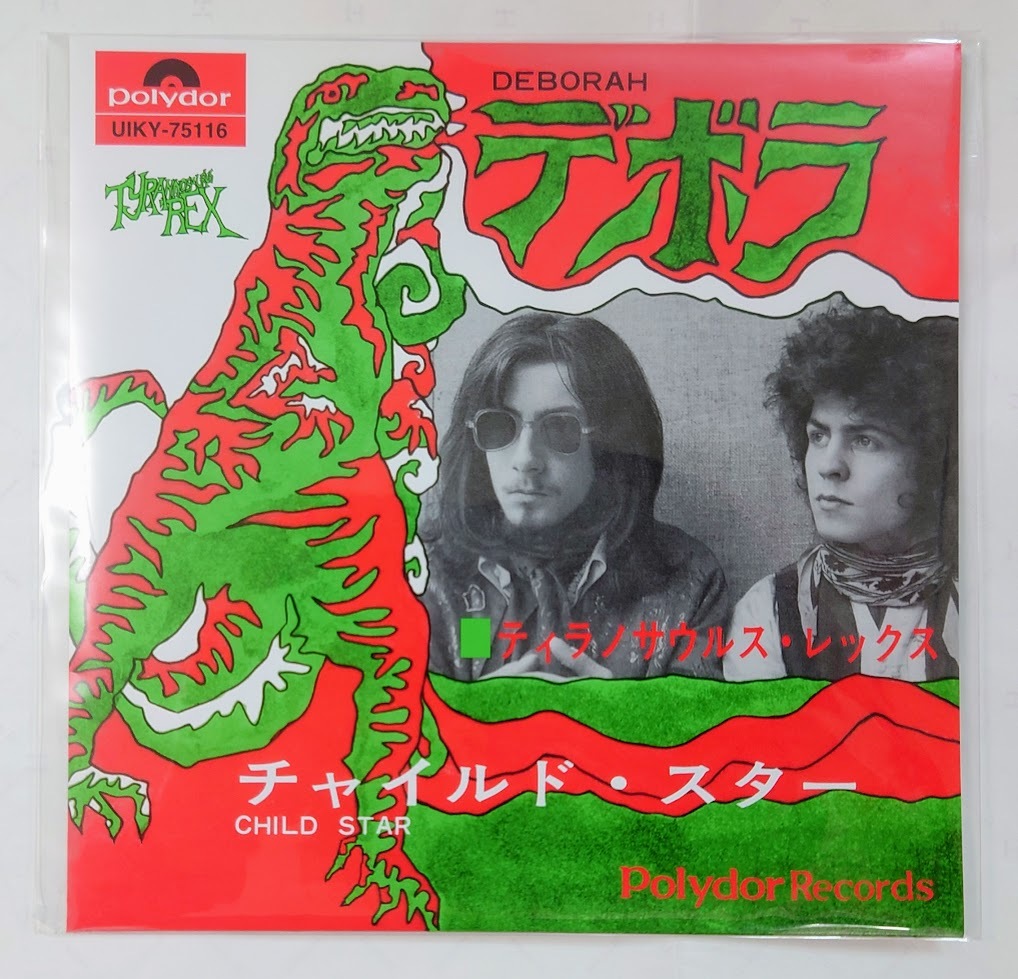 polydor
UIKY-75116
TYRANNOSAURUS
REX
DEBORAH
デボラ
ティラノサウルス・レックス
チャイルド・スター
CHILD STAR
Polydor Records